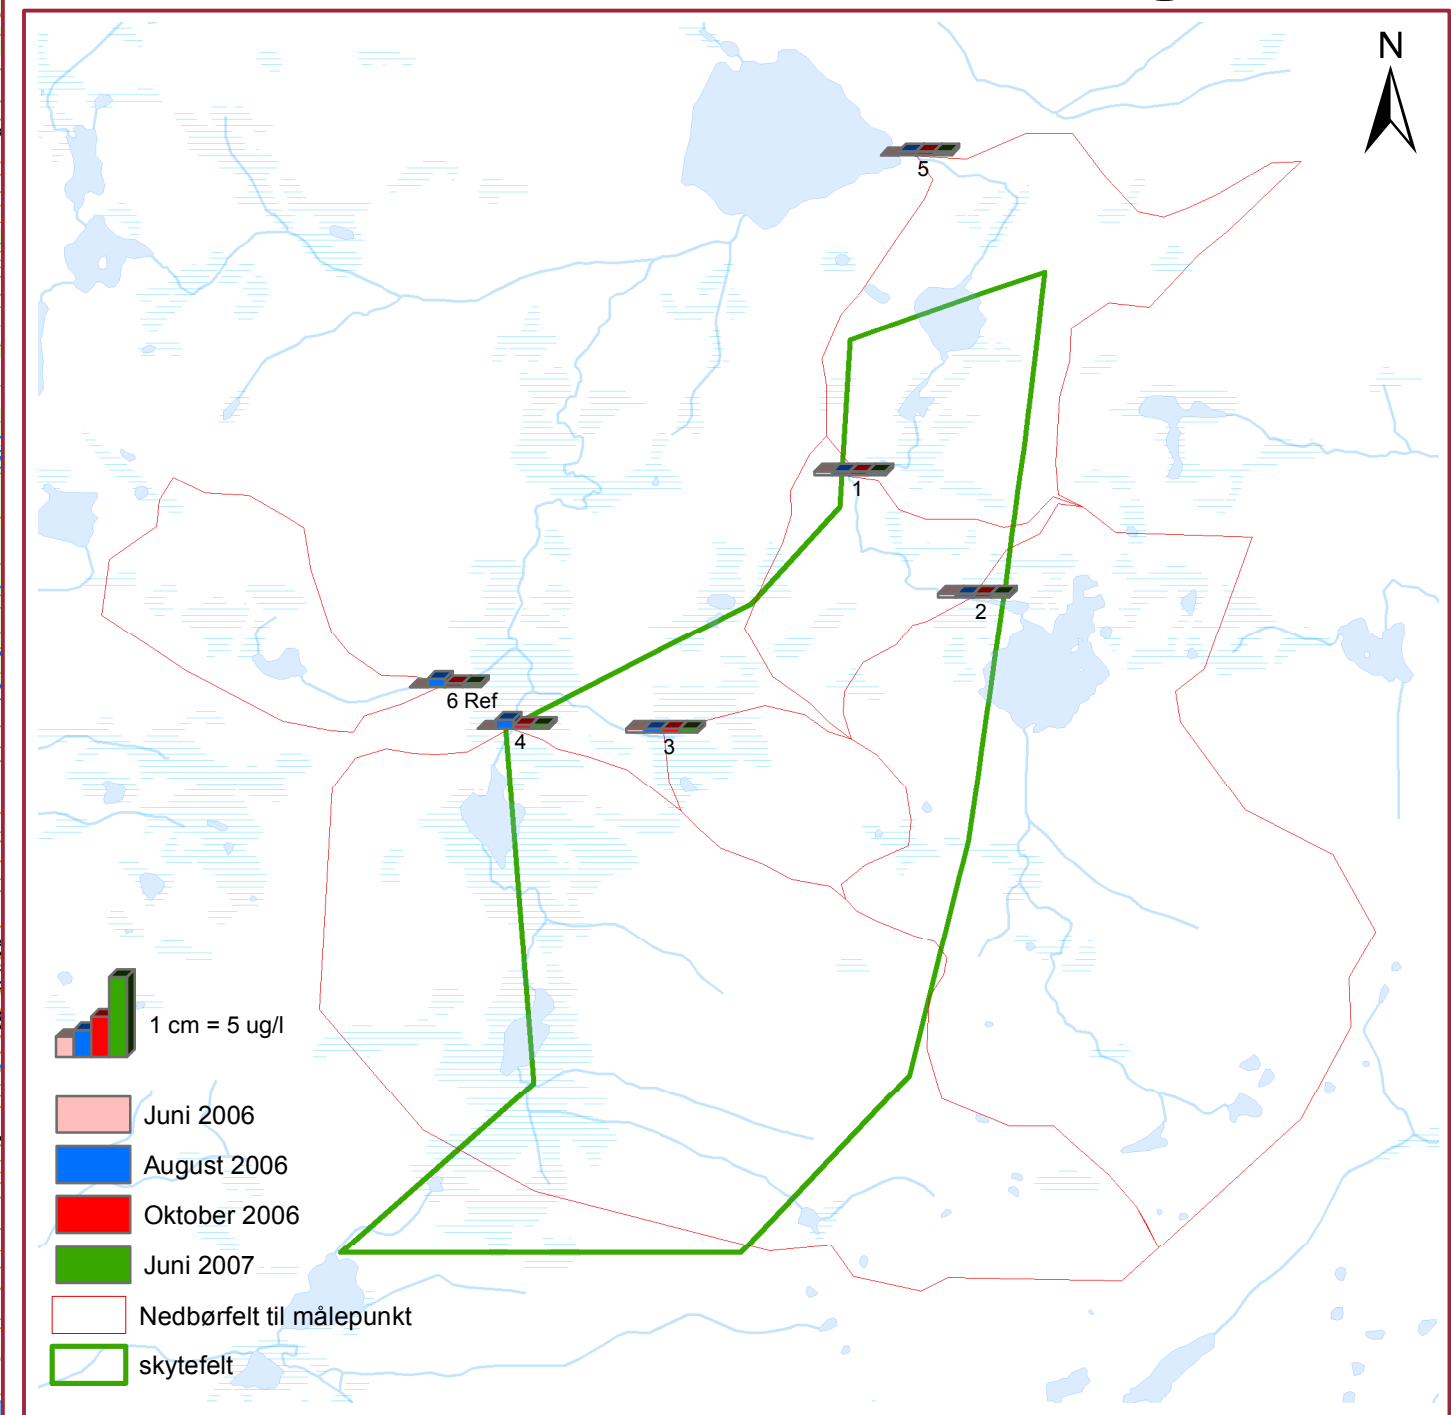 N
5
1
2
6 Ref
4
3
1 cm = 5 ug/l
Juni 2006
August 2006
Oktober 2006
Juni 2007
Nedbørfelt til målepunkt
skytefelt